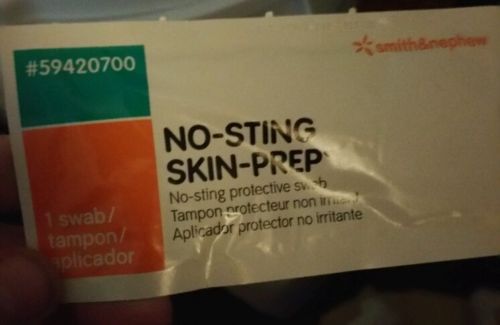 #59420700
smith&nephew
NO-STING
SKIN-PREP
No-sting protective swab
Tampon protecteur non irritant
Aplicador protector no irritante
1 swab/
tampon/
aplicador